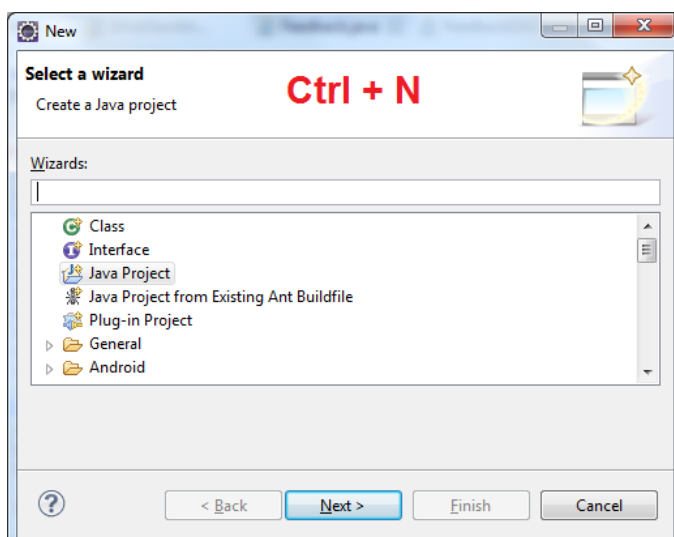 New
Select a wizard
Create a Java project
Ctrl + N
Wizards:
Class
Interface
Java Project
Java Project from Existing Ant Buildfile
Plug-in Project
General
Android
?
< Back
Next >
Finish
Cancel